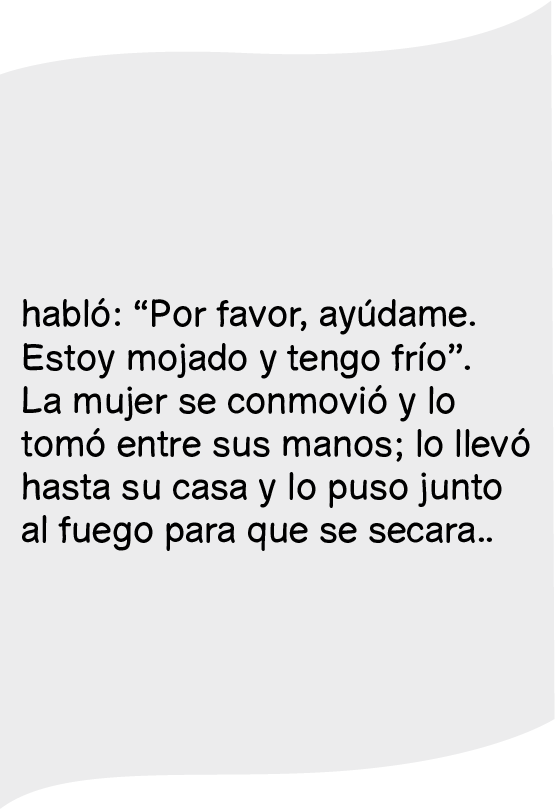 habló: “Por favor, ayúdame.
Estoy mojado y tengo frío”.
La mujer se conmovió y lo
tomó entre sus manos; lo llevó
hasta su casa y lo puso junto
al fuego para que se secara..